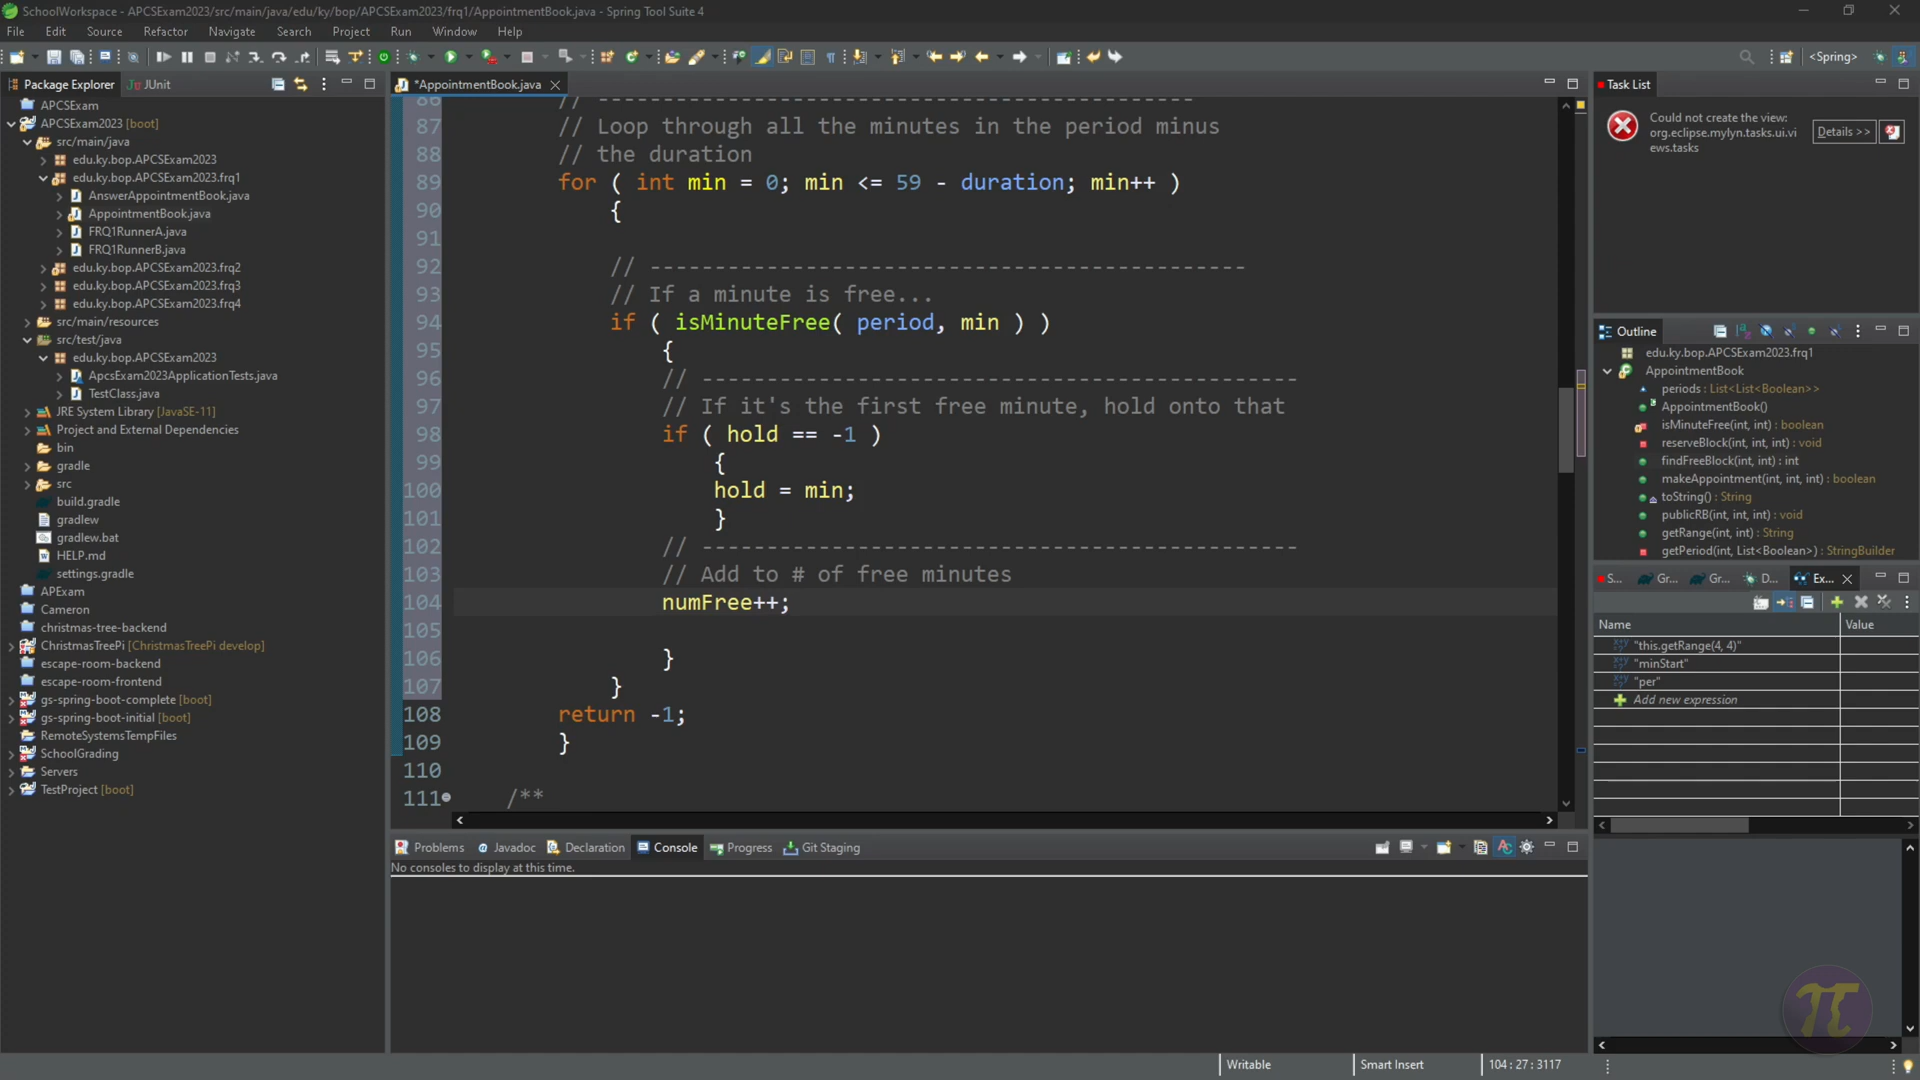 SchoolWorkspace - APCSExam2023/src/main/java/edu/ky/bop/APCSExam2023/frq1/AppointmentBook.java - Spring Tool Suite 4
File Edit Source Refactor Navigate Search Project Run Window Help
<Spring>
Package Explorer
JUnit
APCSExam
APCSExam2023 [boot]
src/main/java
edu.ky.bop.APCSExam2023
edu.ky.bop.APCSExam2023.frq1
AnswerAppointmentBook.java
AppointmentBook.java
FRQ1RunnerA.java
FRQ1RunnerB.java
edu.ky.bop.APCSExam2023.frq2
edu.ky.bop.APCSExam2023.frq3
edu.ky.bop.APCSExam2023.frq4
src/main/resources
src/test/java
edu.ky.bop.APCSExam2023
ApcsExam2023ApplicationTests.java
TestClass.java
JRE System Library [JavaSE-11]
Project and External Dependencies
bin
gradle
src
build.gradle
gradlew
gradlew.bat
HELP.md
settings.gradle
APExam
Cameron
christmas-tree-backend
ChristmasTreePi [ChristmasTreePi develop]
escape-room-backend
escape-room-frontend
gs-spring-boot-complete [boot]
gs-spring-boot-initial [boot]
RemoteSystemsTempFiles
SchoolGrading
Servers
TestProject [boot]
*AppointmentBook.java
86 // ----------------------------------------------
87 // Loop through all the minutes in the period minus
88 // the duration
89 for ( int min = 0; min <= 59 - duration; min++ )
90 {
91
92 // ----------------------------------------------
93 // If a minute is free...
94 if ( isMinuteFree( period, min ) )
95 {
96 // ----------------------------------------------
97 // If it's the first free minute, hold onto that
98 if ( hold == -1 )
99 {
100 hold = min;
101 }
102 // ----------------------------------------------
103 // Add to # of free minutes
104 numFree++;
105
106 }
107 }
108 return -1;
109 }
110
111 /**
Problems Javadoc Declaration Console Progress Git Staging
No consoles to display at this time.
Task List
Could not create the view:
org.eclipse.mylyn.tasks.ui.vi
ews.tasks
Details >>
Outline
edu.ky.bop.APCSExam2023.frq1
AppointmentBook
periods : List<List<Boolean>>
AppointmentBook()
isMinuteFree(int, int) : boolean
reserveBlock(int, int, int) : void
findFreeBlock(int, int) : int
makeAppointment(int, int, int) : boolean
toString() : String
publicRB(int, int, int) : void
getRange(int, int) : String
getPeriod(int, List<Boolean>) : StringBuilder
S... Gr... Gr... D... Ex...
Name Value
"this.getRange(4, 4)"
"minStart"
"per"
Add new expression
π
Writable Smart Insert 104 : 27 : 3117